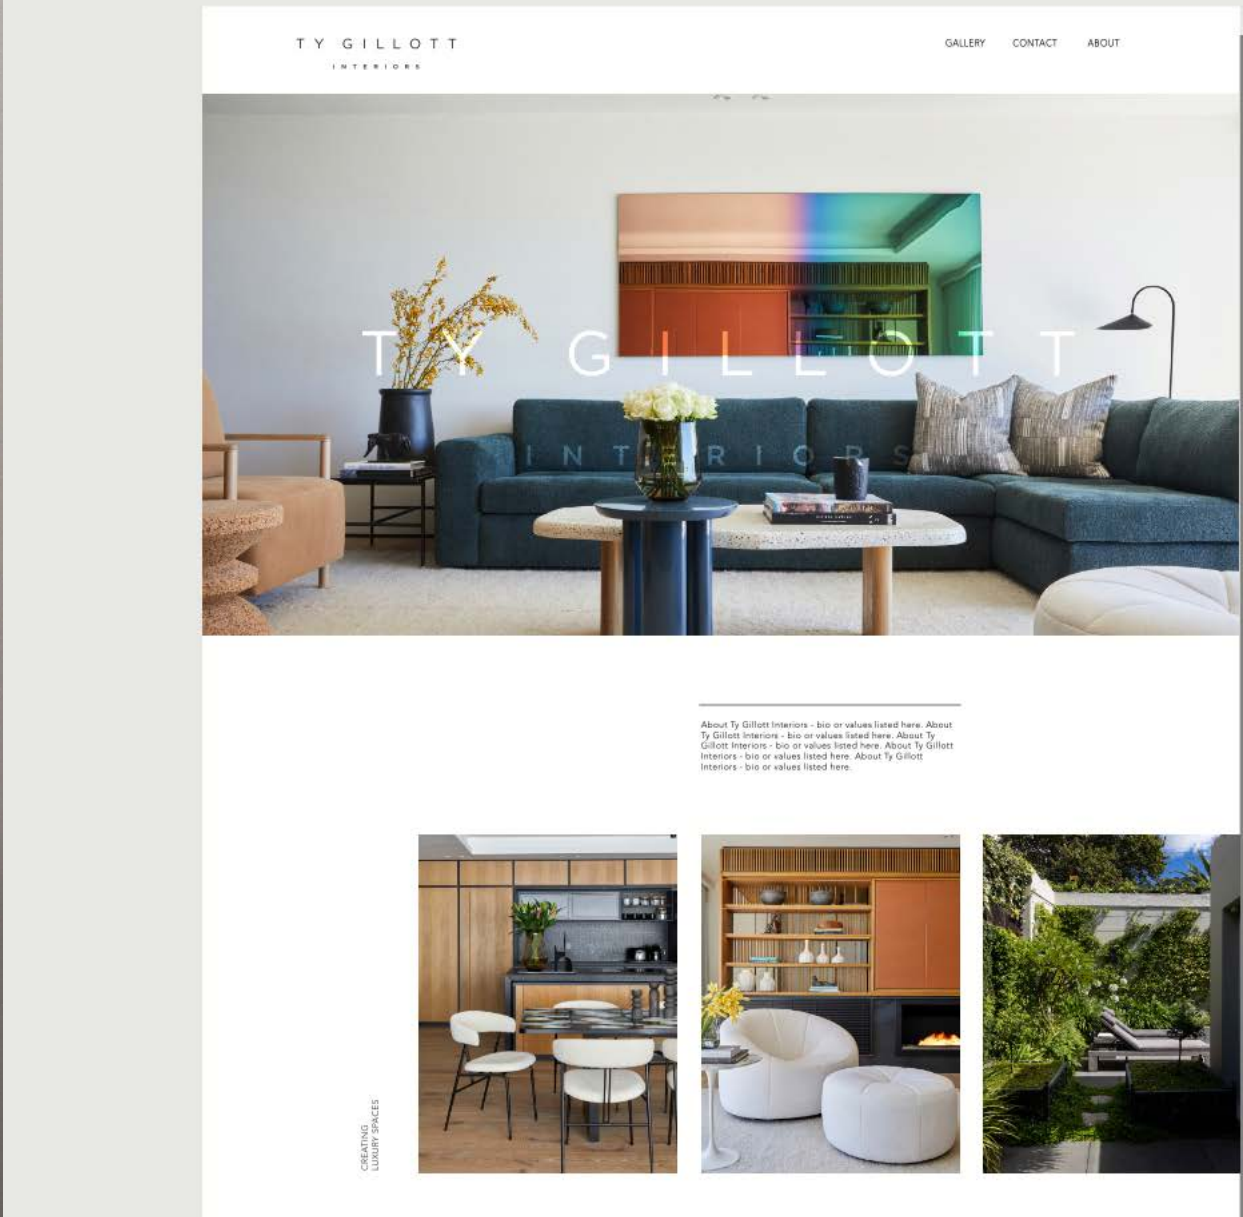 TY GILLOTT
INTERIORS
GALLERY CONTACT ABOUT
TY GILLOTT
INTERIORS
About Ty Gillott Interiors - bio or values listed here. About
Ty Gillott Interiors - bio or values listed here. About Ty
Gillott Interiors - bio or values listed here. About Ty Gillott
Interiors - bio or values listed here. About Ty Gillott
Interiors - bio or values listed here.
CREATING
LUXURY SPACES